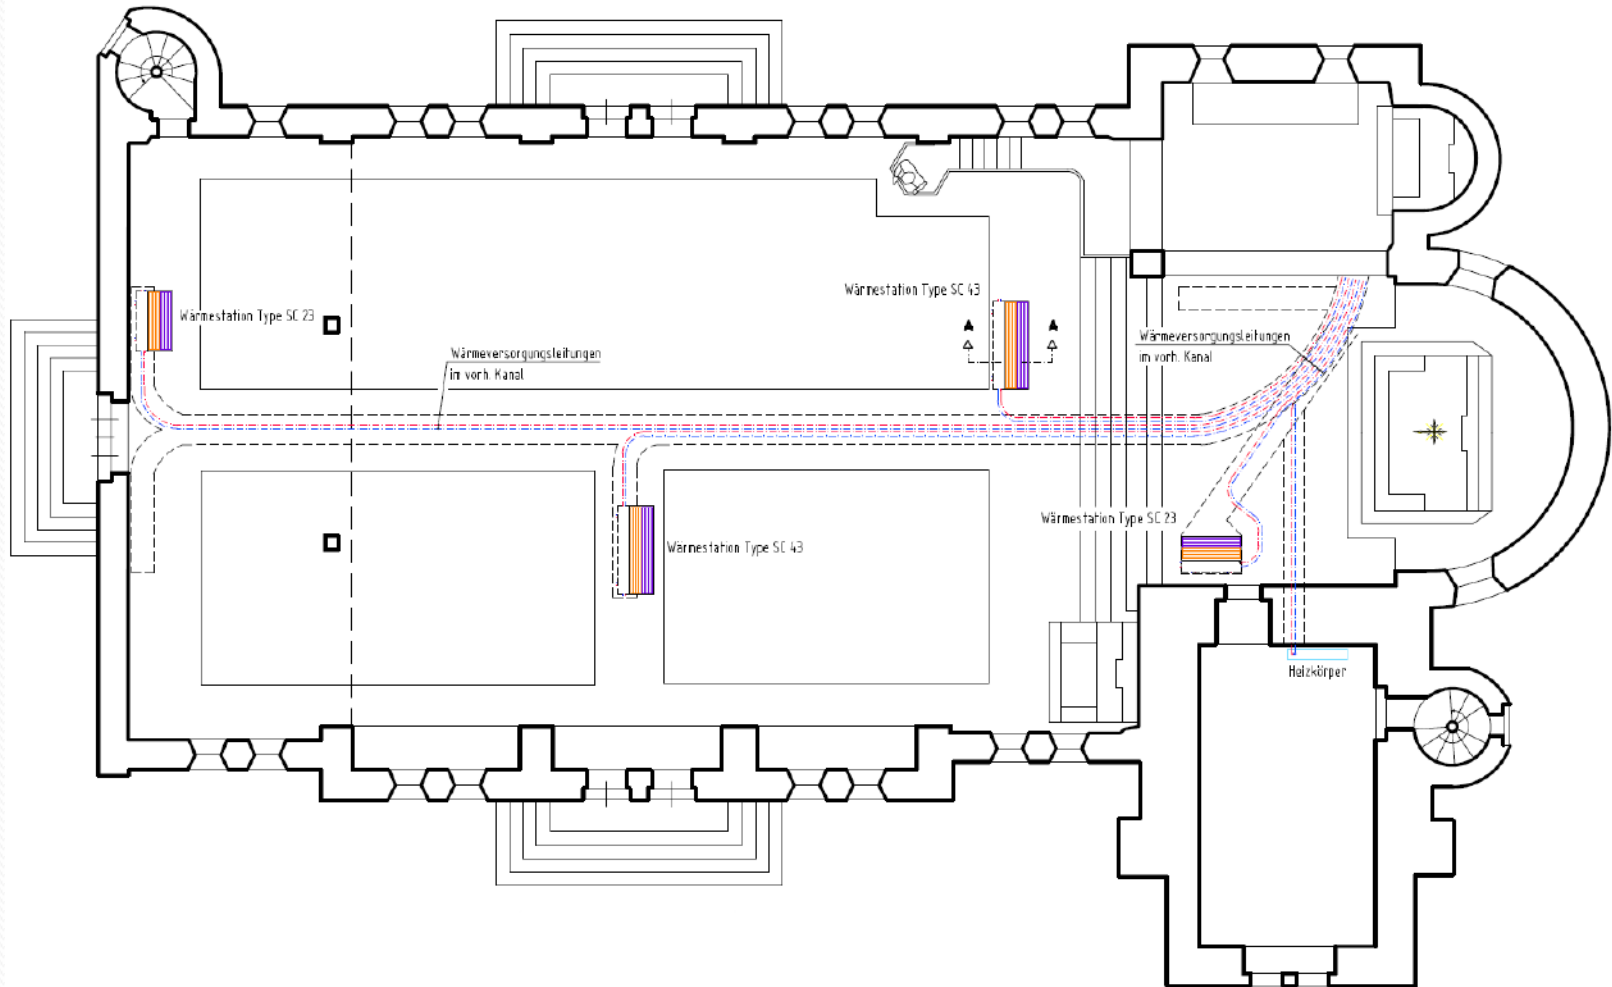 Wärmestation Type SC 43
Wärmestation Type SC 23
Wärmeversorgungsleitungen
im vorh. Kanal
Wärmeversorgungsleitungen
im vorh. Kanal
Wärmestation Type SC 23
Wärmestation Type SC 43
Heizkörper